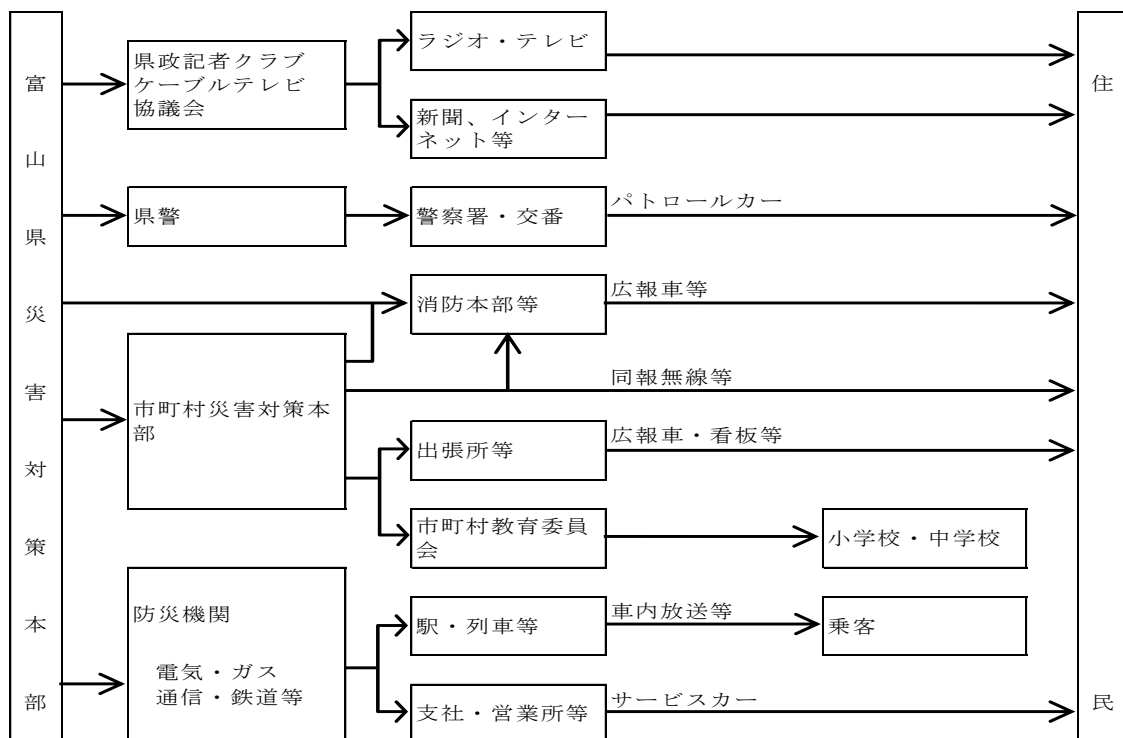 富山県災害対策本部
県政記者クラブ
ケーブルテレビ
協議会
ラジオ・テレビ
新聞、インター
ネット等
県警
警察署・交番
パトロールカー
消防本部等
広報車等
市町村災害対策本
部
同報無線等
出張所等
広報車・看板等
市町村教育委員
会
小学校・中学校
防災機関
電気・ガス
通信・鉄道等
駅・列車等
車内放送等
乗客
支社・営業所等
サービスカー
住民